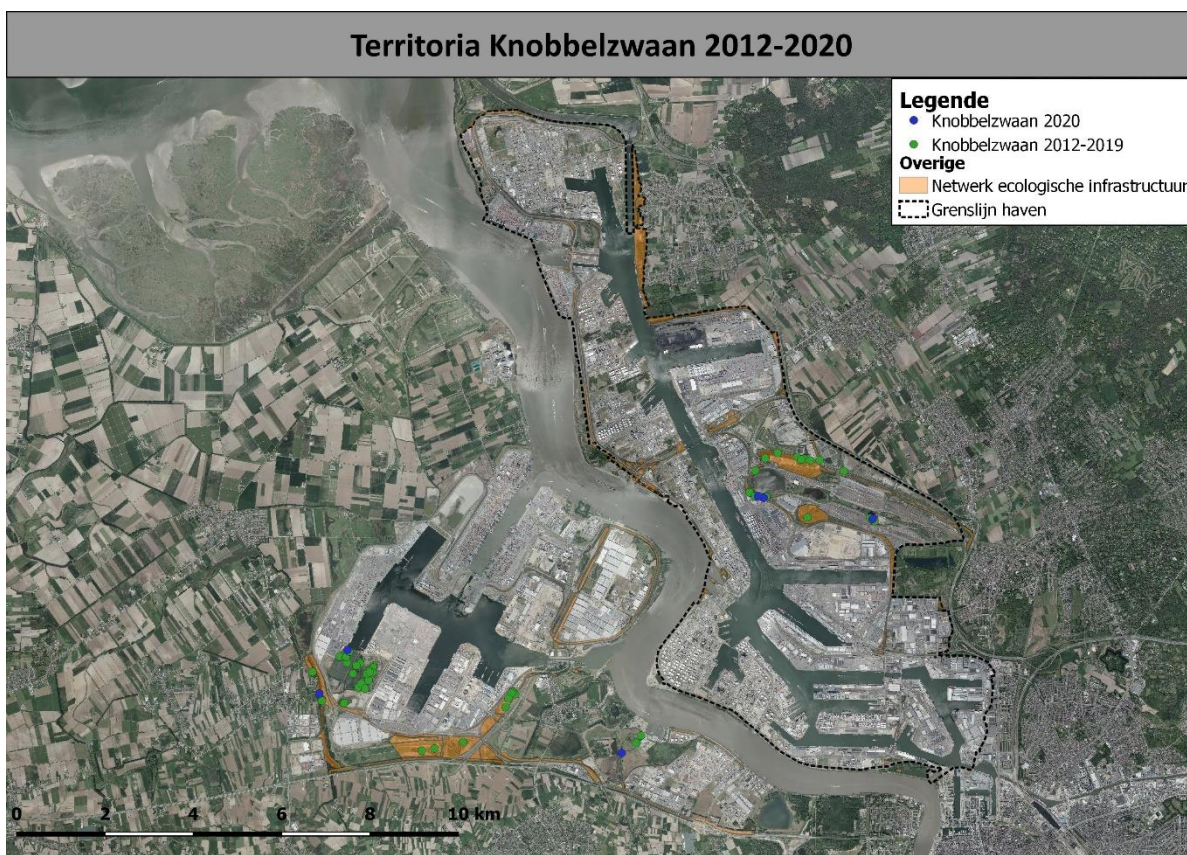 Territoria Knobbelzwaan 2012-2020
Legende
Knobbelzwaan 2020
Knobbelzwaan 2012-2019
Overige
Netwerk ecologische infrastructuur
Grenslijn haven
0 2 4 6 8 10 km